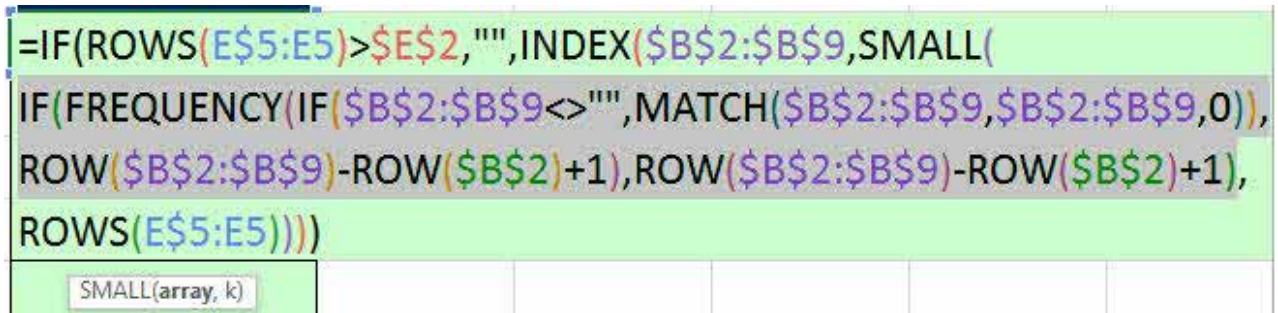 =IF(ROWS(E$5:E5)>$E$2,"",INDEX($B$2:$B$9,SMALL(
IF(FREQUENCY(IF($B$2:$B$9<>"",MATCH($B$2:$B$9,$B$2:$B$9,0)),
ROW($B$2:$B$9)-ROW($B$2)+1),ROW($B$2:$B$9)-ROW($B$2)+1),
ROWS(E$5:E5))))
SMALL(array, k)